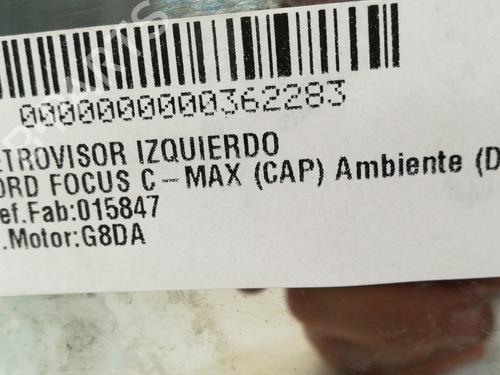 0000000000362283
ETROVISOR IZQUIERDO
ORD FOCUS C-MAX (CAP) Ambiente (D
ef.Fab:015847
.Motor:G8DA